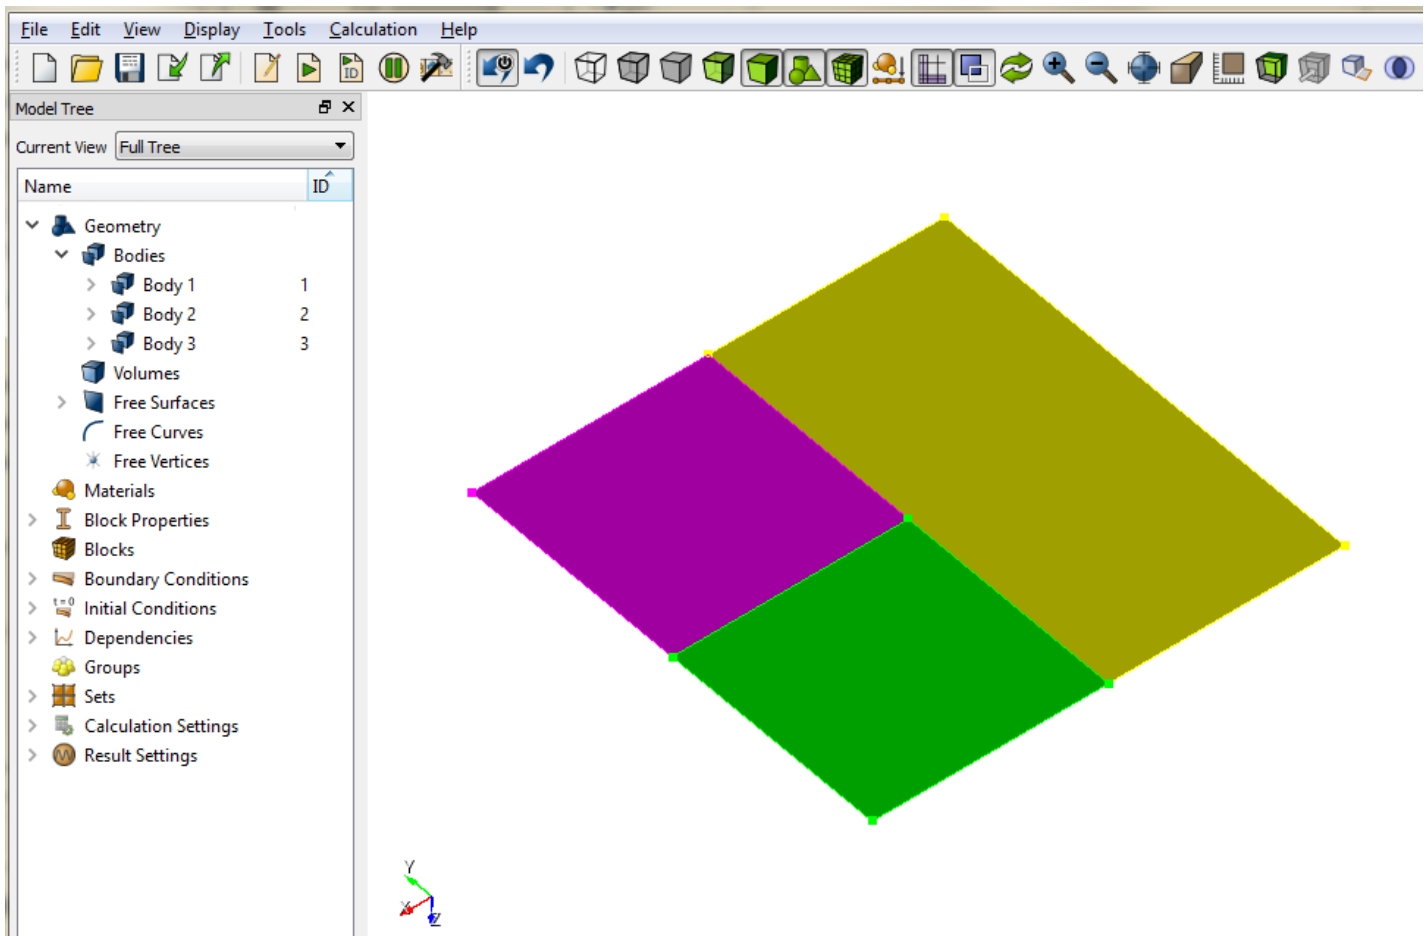 File Edit View Display Tools Calculation Help
ID
Model Tree
Current View Full Tree
Name ID
Geometry
Bodies
Body 1 1
Body 2 2
Body 3 3
Volumes
Free Surfaces
Free Curves
Free Vertices
Materials
Block Properties
Blocks
Boundary Conditions
t=0 Initial Conditions
Dependencies
Groups
Sets
Calculation Settings
Result Settings
Y
X
Z